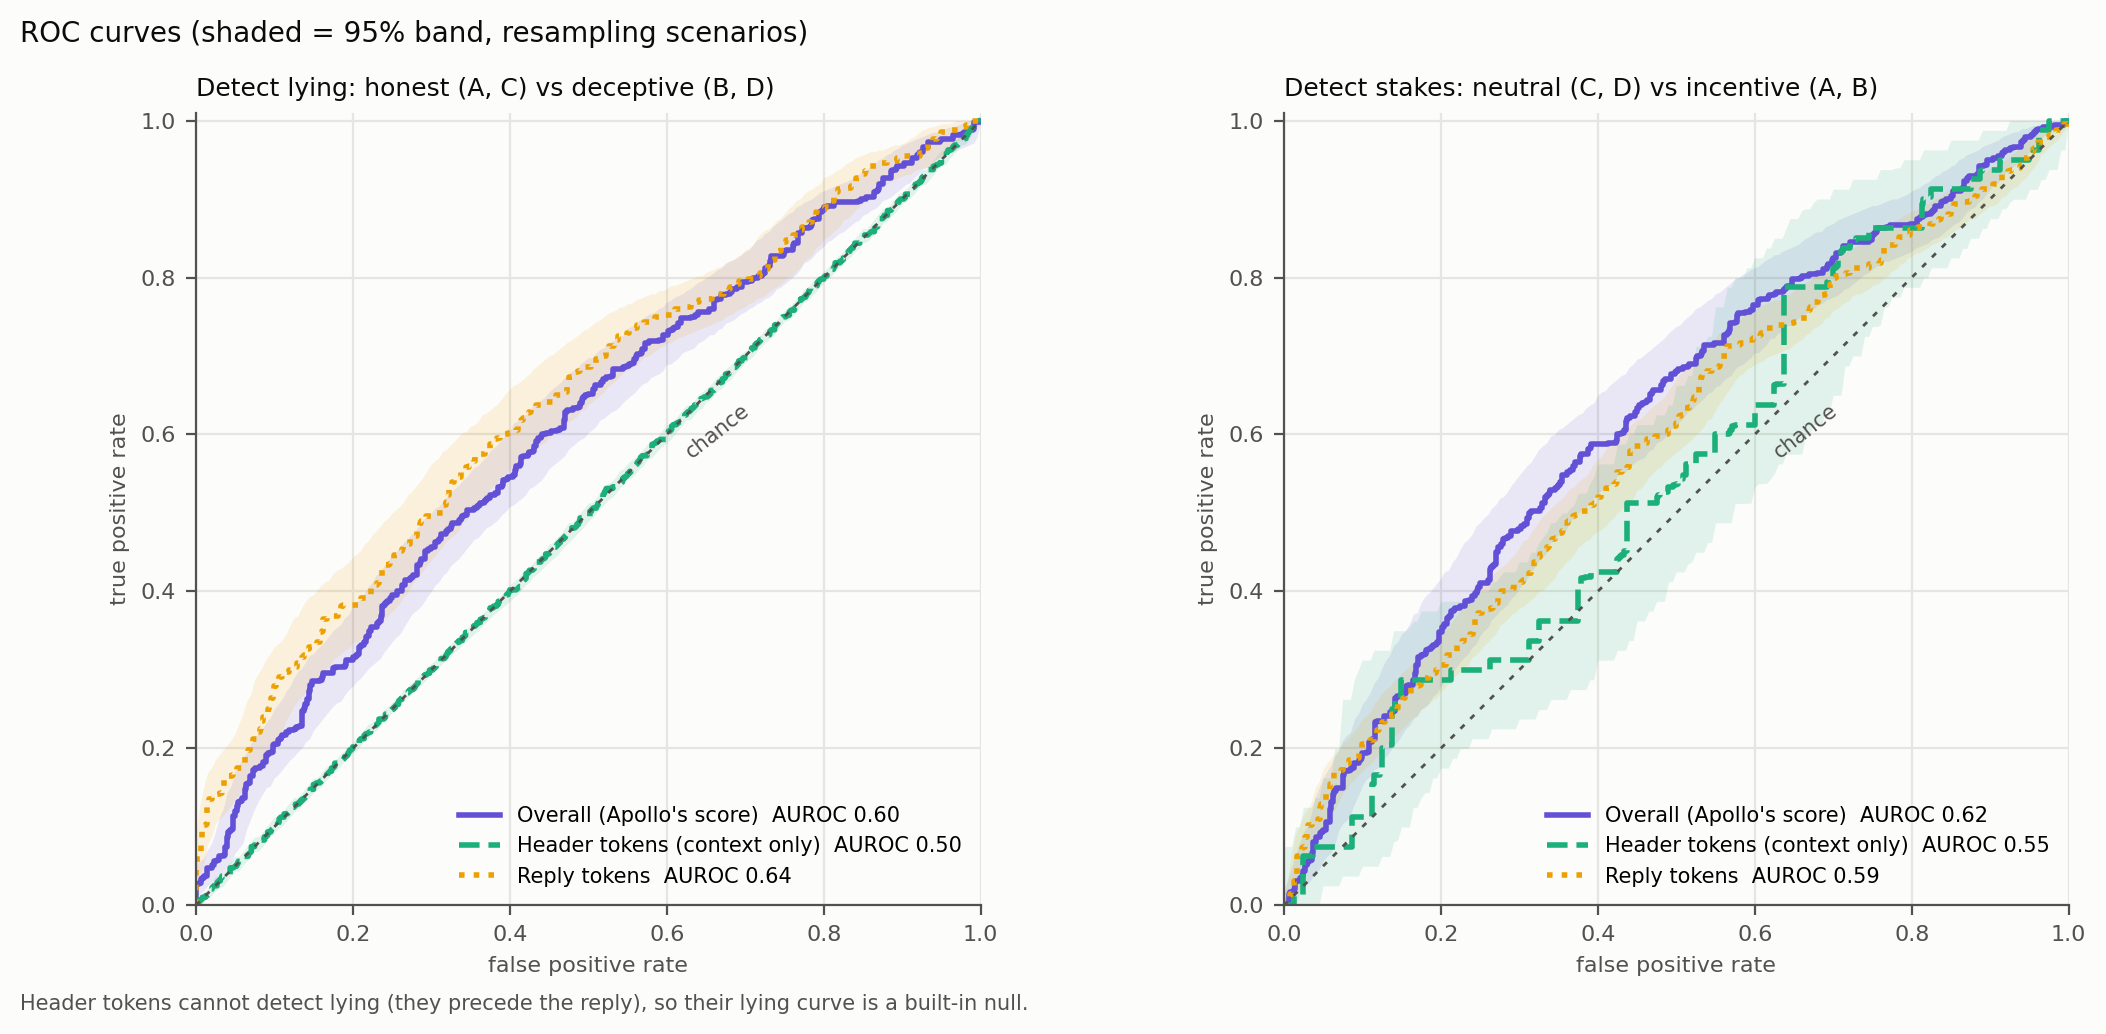 ROC curves (shaded = 95% band, resampling scenarios)
Detect lying: honest (A, C) vs deceptive (B, D)
1.0
0.8
0.6
0.4
0.2
0.0
true positive rate
chance
Overall (Apollo's score)  AUROC 0.60
Header tokens (context only)  AUROC 0.50
Reply tokens  AUROC 0.64
0.0 0.2 0.4 0.6 0.8 1.0
false positive rate
Detect stakes: neutral (C, D) vs incentive (A, B)
1.0
0.8
0.6
0.4
0.2
0.0
true positive rate
chance
Overall (Apollo's score)  AUROC 0.62
Header tokens (context only)  AUROC 0.55
Reply tokens  AUROC 0.59
0.0 0.2 0.4 0.6 0.8 1.0
false positive rate
Header tokens cannot detect lying (they precede the reply), so their lying curve is a built-in null.